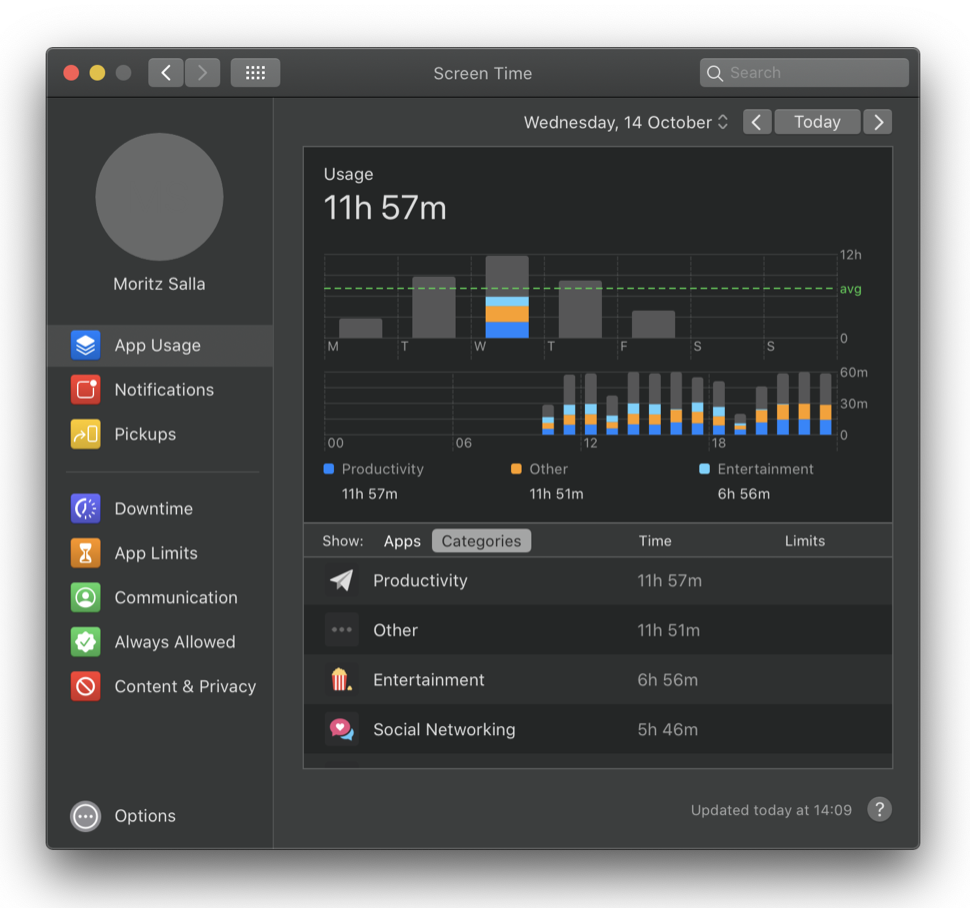 Screen Time
Search
Moritz Salla
App Usage
Notifications
Pickups
Downtime
App Limits
Communication
Always Allowed
Content & Privacy
Options
Wednesday, 14 October
Today
Usage
11h 57m
12h
avg
0
M T W T F S S
60m
30m
0
00 06 12 18
Productivity Other Entertainment
11h 57m 11h 51m 6h 56m
Show: Apps Categories Time Limits
Productivity 11h 57m
Other 11h 51m
Entertainment 6h 56m
Social Networking 5h 46m
Updated today at 14:09 ?